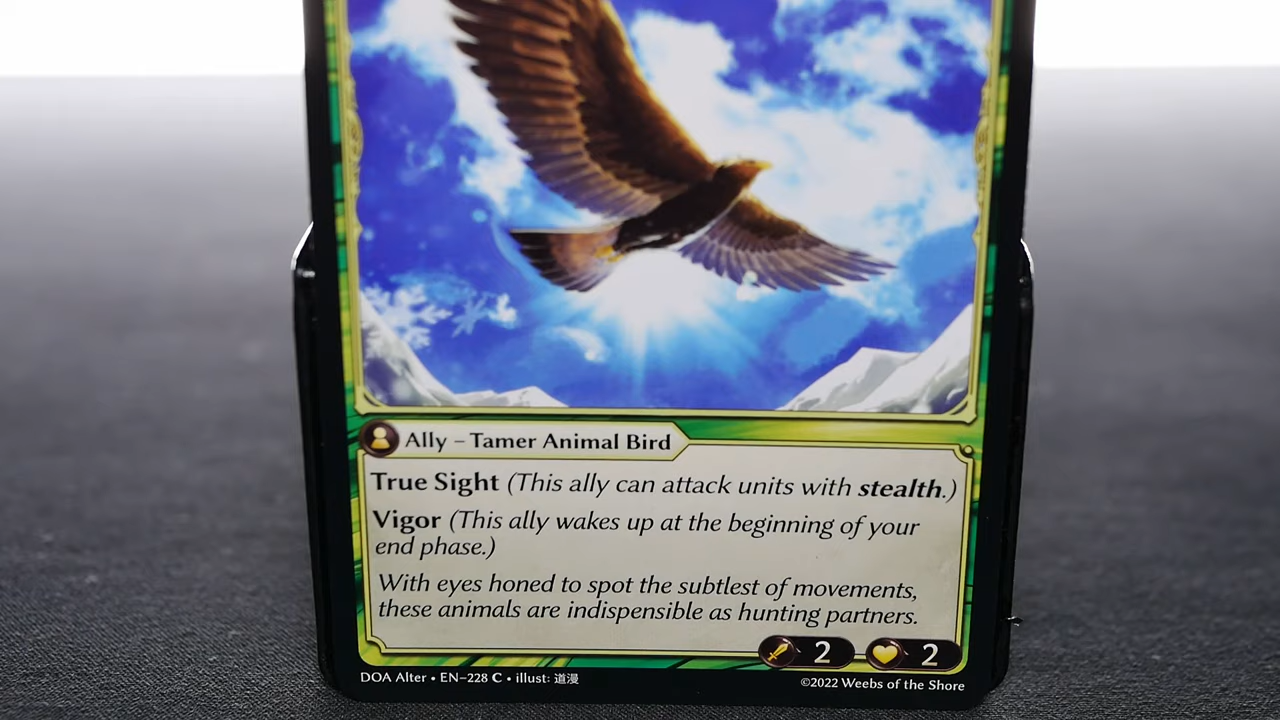 Ally – Tamer Animal Bird
True Sight (This ally can attack units with stealth.)
Vigor (This ally wakes up at the beginning of your
end phase.)
With eyes honed to spot the subtlest of movements,
these animals are indispensible as hunting partners.
2 2
DOA Alter • EN–228 C • illust: 道漫
©2022 Weebs of the Shore